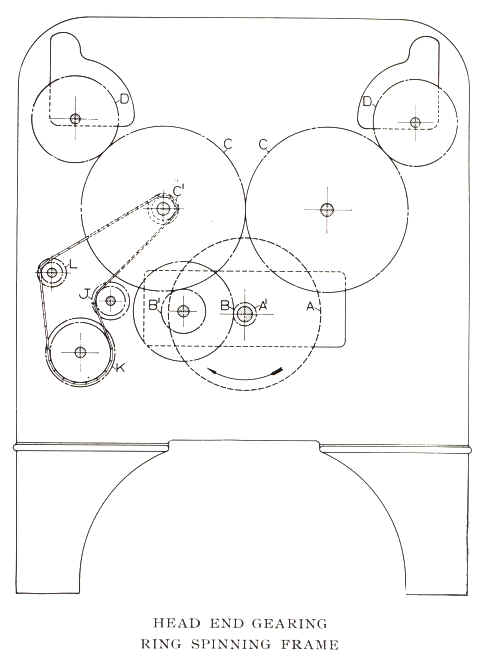 D
D
C C
C'
L
J
B' B A' A
K
HEAD END GEARING
RING SPINNING FRAME